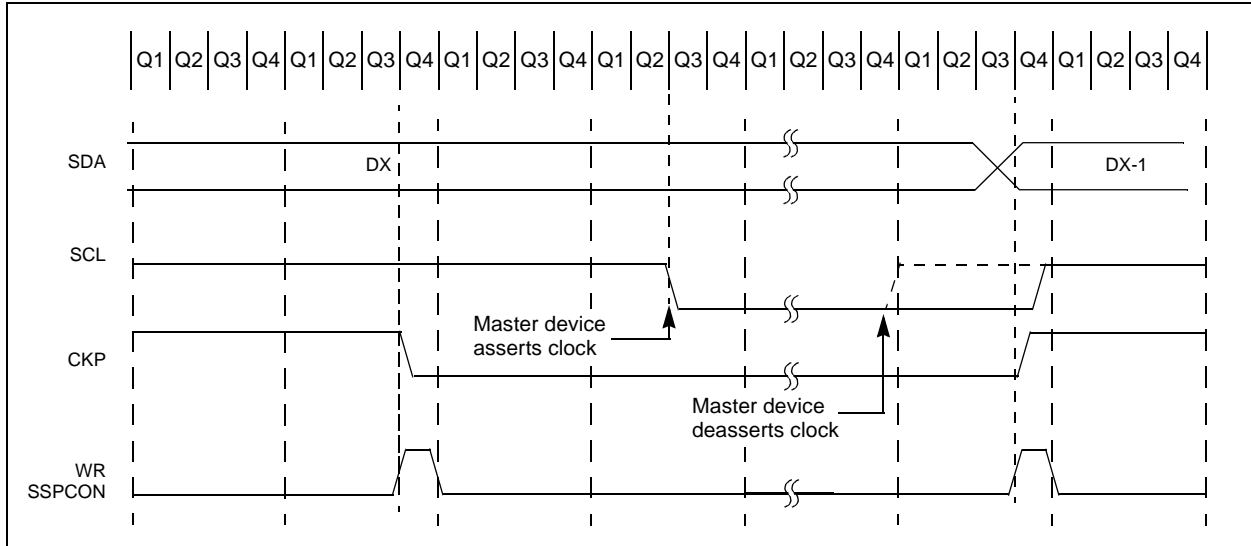 Q1 Q2 Q3 Q4 Q1 Q2 Q3 Q4 Q1 Q2 Q3 Q4 Q1 Q2 Q3 Q4 Q1 Q2 Q3 Q4 Q1 Q2 Q3 Q4 Q1 Q2 Q3 Q4
SDA
DX
DX-1
SCL
Master device
asserts clock
CKP
Master device
deasserts clock
WR
SSPCON